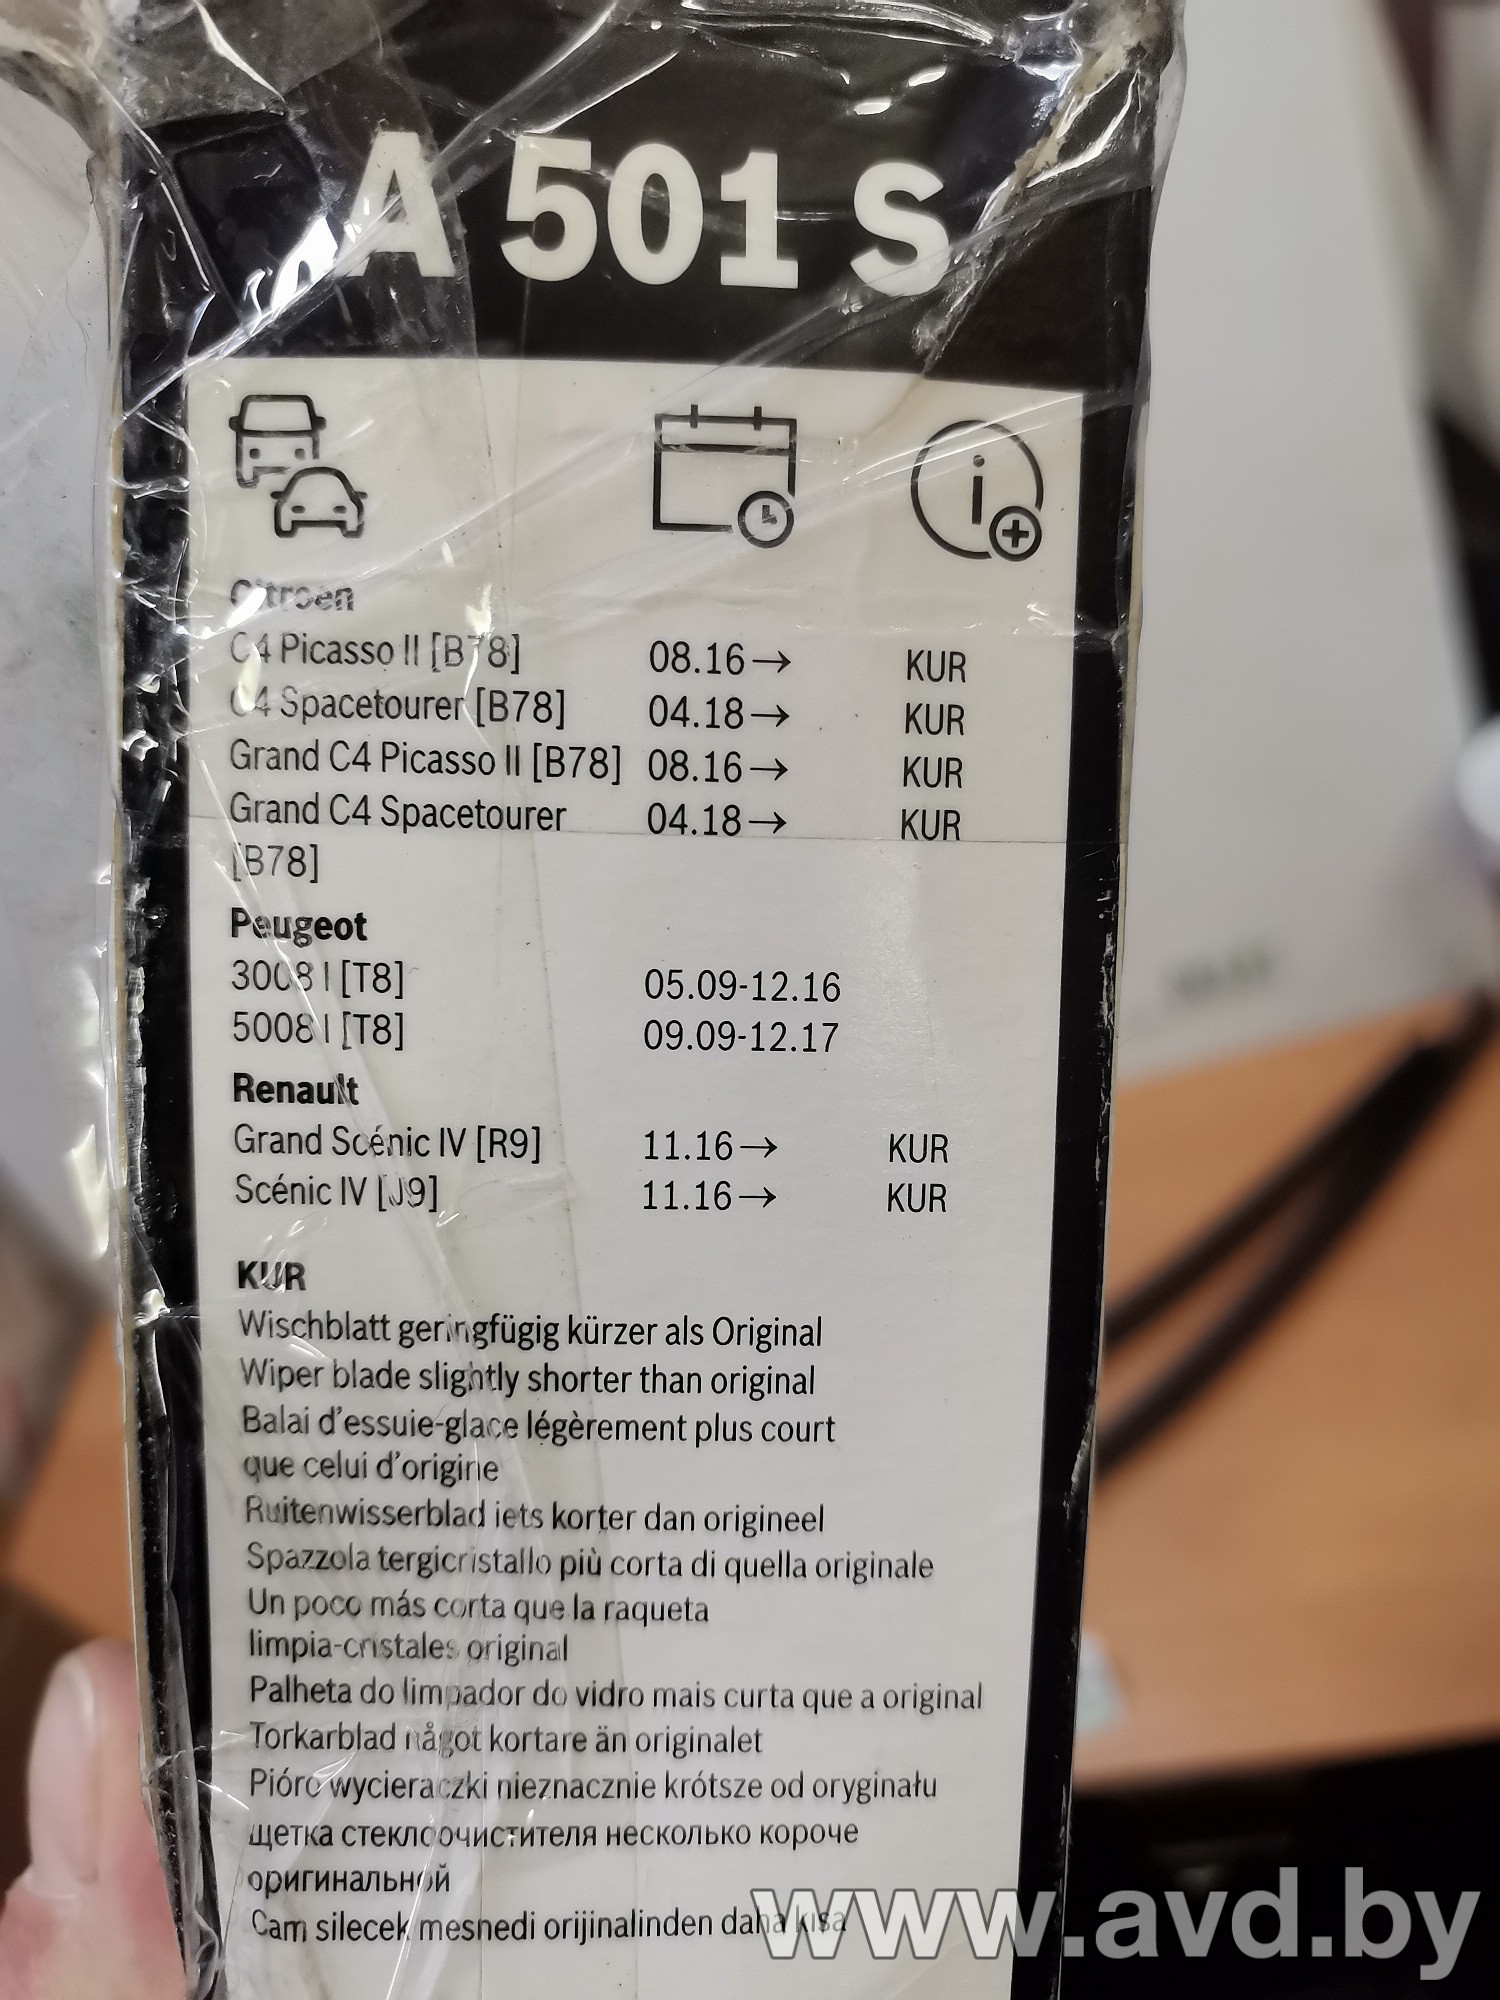 A 501 S
Citroën
C4 Picasso II [B78] 08.16→ KUR
C4 Spacetourer [B78] 04.18→ KUR
Grand C4 Picasso II [B78] 08.16→ KUR
Grand C4 Spacetourer 04.18→ KUR
[B78]
Peugeot
3008 I [T8] 05.09-12.16
5008 I [T8] 09.09-12.17
Renault
Grand Scénic IV [R9] 11.16→ KUR
Scénic IV [J9] 11.16→ KUR
KUR
Wischblatt geringfügig kürzer als Original
Wiper blade slightly shorter than original
Balai d'essuie-glace légèrement plus court
que celui d'origine
Ruitenwisserblad iets korter dan origineel
Spazzola tergicristallo più corta di quella originale
Un poco más corta que la raqueta
limpia-cristales original
Palheta do limpador do vidro mais curta que a original
Torkarblad något kortare än originalet
Pióro wycieraczki nieznacznie krótsze od oryginału
щетка стеклоочистителя несколько короче
оригинальной
Cam silecek mesnedi orijinalinden daha kısa
www.avd.by